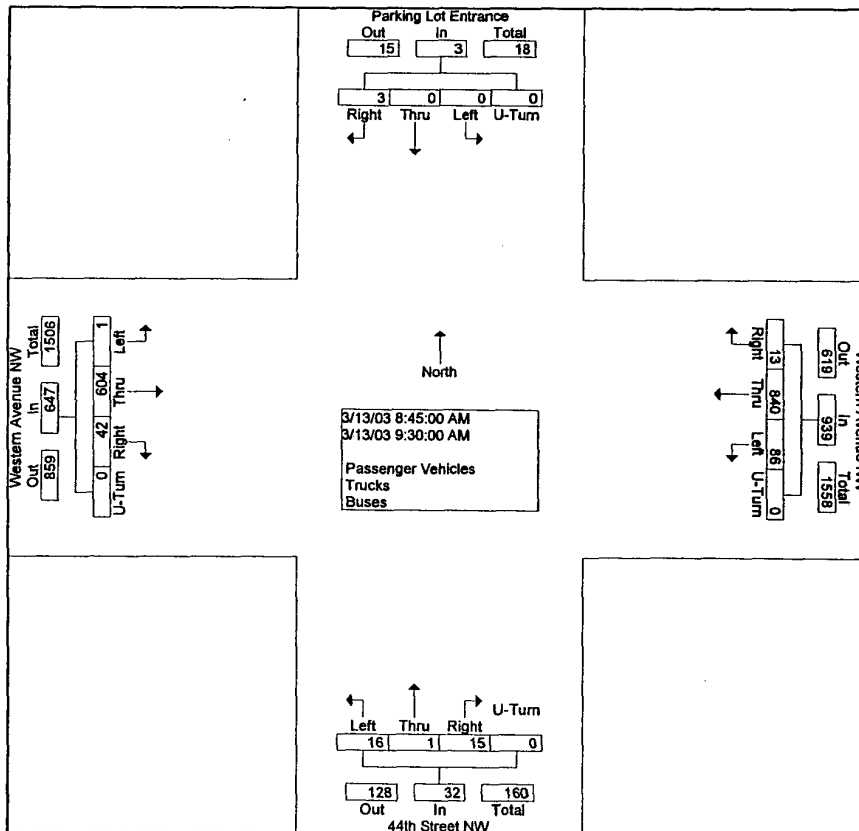 Parking Lot Entrance
Out In Total
15 3 18
3 0 0 0
Right Thru Left U-Turn
Western Avenue NW
Total In Out
1506 647 859
1 604 42 0
Left Thru Right U-Turn
North
3/13/03 8:45:00 AM
3/13/03 9:30:00 AM
Passenger Vehicles
Trucks
Buses
Right Thru Left U-Turn
13 840 86 0
619 939 1558
Out In Total
Left Thru Right U-Turn
16 1 15 0
128 32 160
Out In Total
44th Street NW